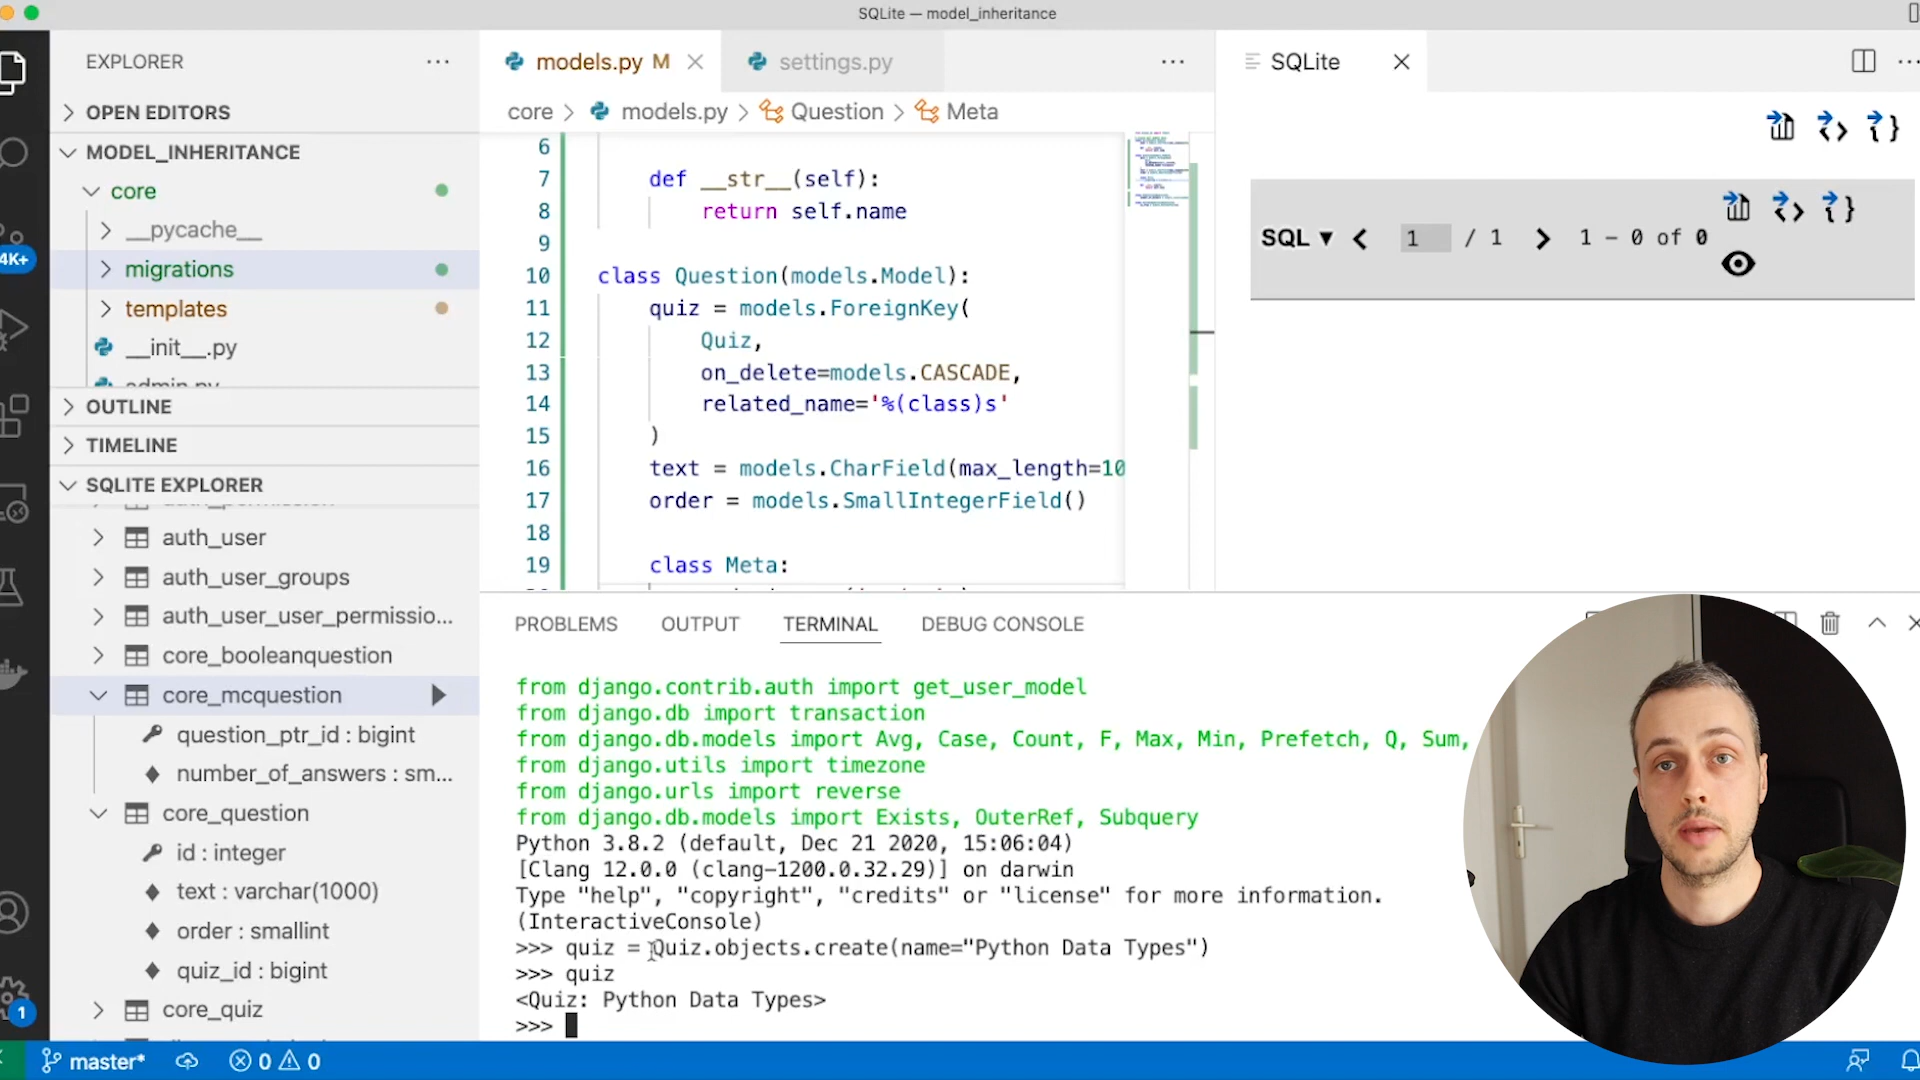 SQLite — model_inheritance
EXPLORER
OPEN EDITORS
MODEL_INHERITANCE
core
__pycache__
migrations
templates
__init__.py
admin.py
OUTLINE
TIMELINE
SQLITE EXPLORER
auth_permission
auth_user
auth_user_groups
auth_user_user_permissio...
core_booleanquestion
core_mcquestion
question_ptr_id : bigint
number_of_answers : sm...
core_question
id : integer
text : varchar(1000)
order : smallint
quiz_id : bigint
core_quiz
4K+
1
models.py M
settings.py
core > models.py > Question > Meta
6
7 def __str__(self):
8 return self.name
9
10 class Question(models.Model):
11 quiz = models.ForeignKey(
12 Quiz,
13 on_delete=models.CASCADE,
14 related_name='%(class)s'
15 )
16 text = models.CharField(max_length=10
17 order = models.SmallIntegerField()
18
19 class Meta:
SQLite
SQL ▼ < 1 / 1 > 1 – 0 of 0
PROBLEMS OUTPUT TERMINAL DEBUG CONSOLE
from django.contrib.auth import get_user_model
from django.db import transaction
from django.db.models import Avg, Case, Count, F, Max, Min, Prefetch, Q, Sum,
from django.utils import timezone
from django.urls import reverse
from django.db.models import Exists, OuterRef, Subquery
Python 3.8.2 (default, Dec 21 2020, 15:06:04)
[Clang 12.0.0 (clang-1200.0.32.29)] on darwin
Type "help", "copyright", "credits" or "license" for more information.
(InteractiveConsole)
>>> quiz = Quiz.objects.create(name="Python Data Types")
>>> quiz
<Quiz: Python Data Types>
>>>
master* 0 0